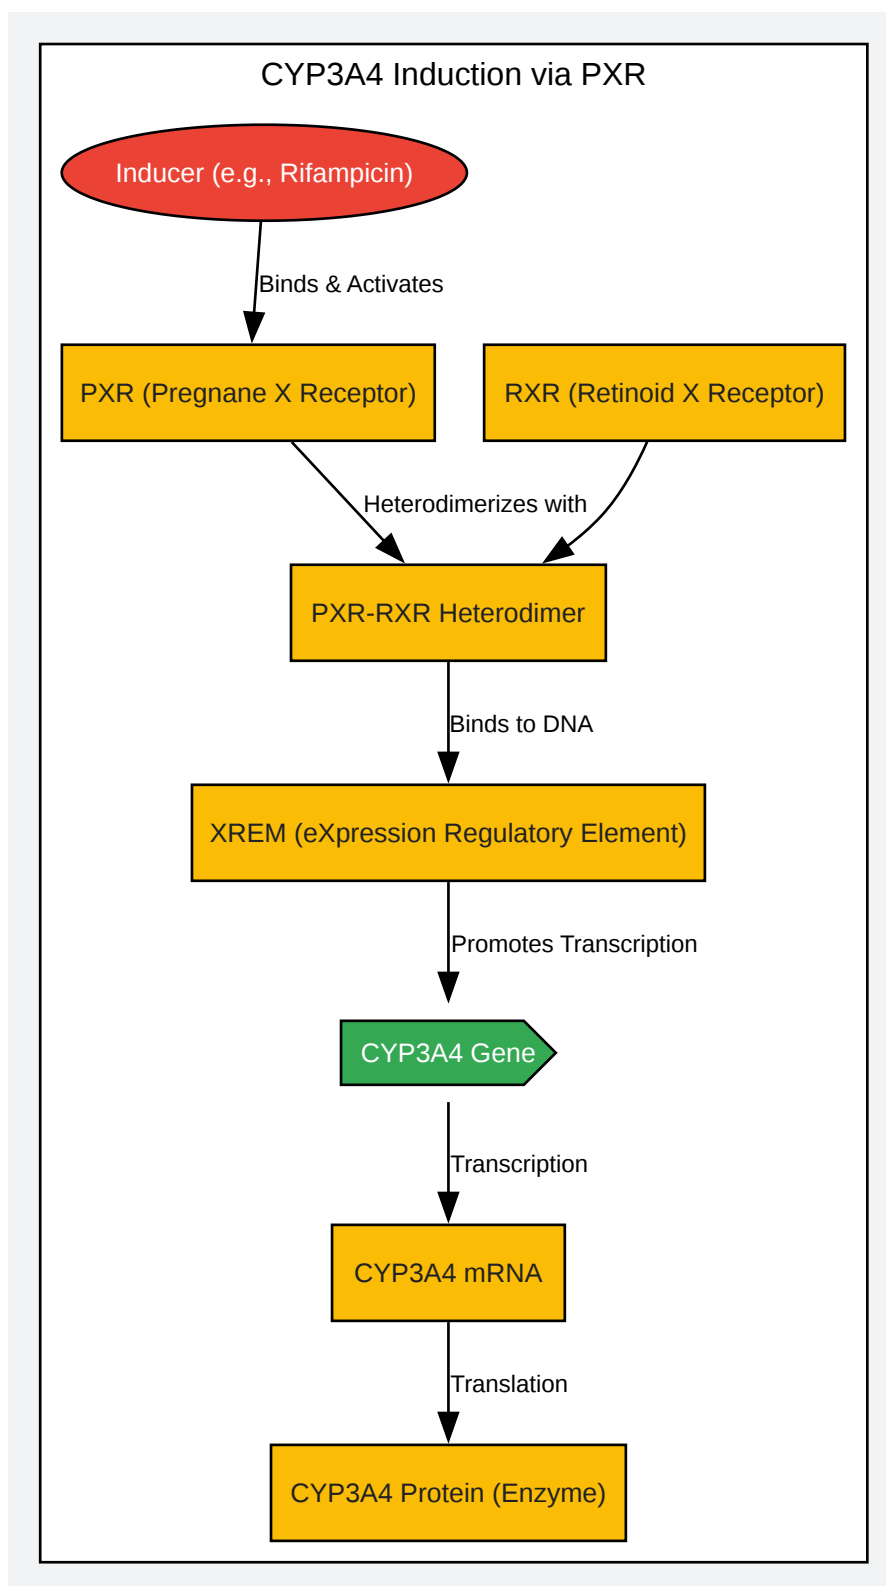 CYP3A4 Induction via PXR
Inducer (e.g., Rifampicin)
Binds & Activates
PXR (Pregnane X Receptor)
RXR (Retinoid X Receptor)
Heterodimerizes with
PXR-RXR Heterodimer
Binds to DNA
XREM (eXpression Regulatory Element)
Promotes Transcription
CYP3A4 Gene
Transcription
CYP3A4 mRNA
Translation
CYP3A4 Protein (Enzyme)